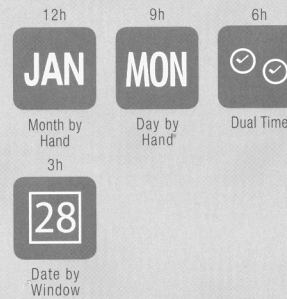 12h
9h
6h
JAN
MON
Month by
Hand
Day by
Hand
Dual Time
3h
28
Date by
Window